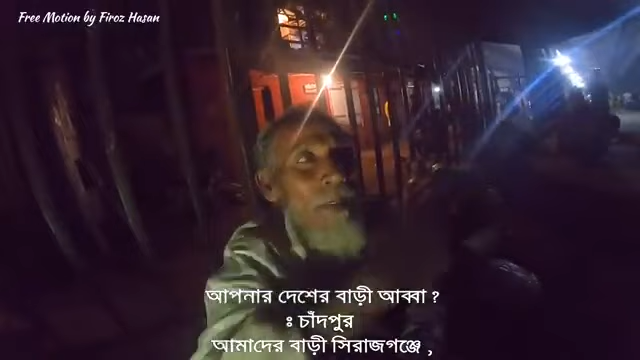 Free Motion by Firoz Hasan
আপনার দেশের বাড়ী আব্বা ?
ঃ চাঁদপুর
আমাদের বাড়ী সিরাজগঞ্জে ,